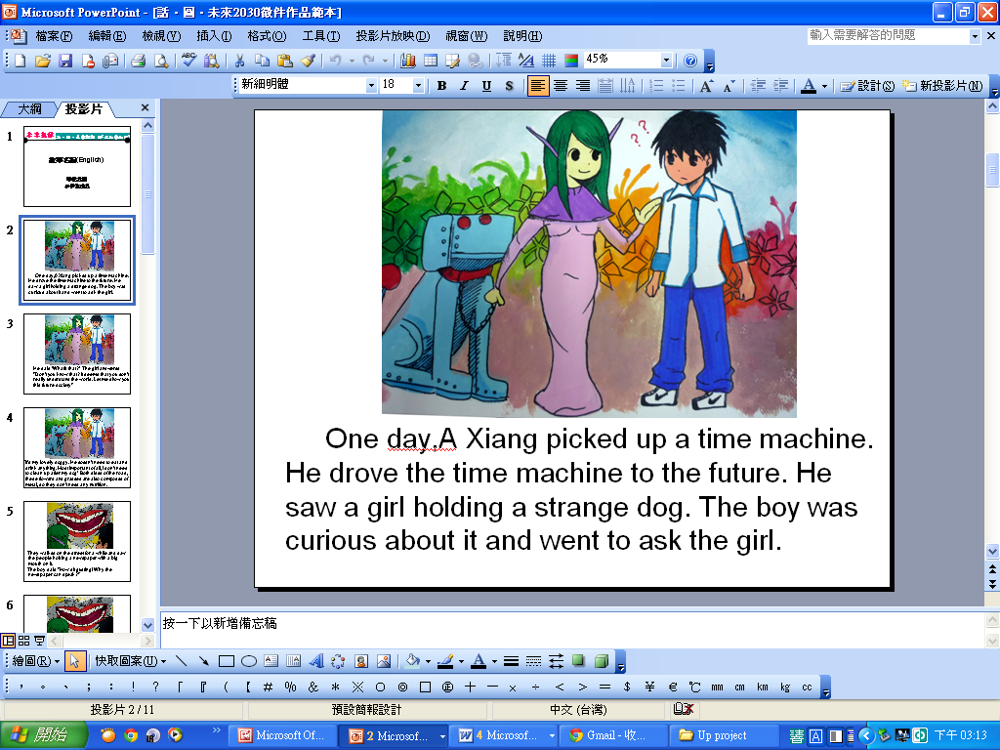 Microsoft PowerPoint - [話‧圖‧未來2030徵件作品範本]
檔案(F) 編輯(E) 檢視(V) 插入(I) 格式(O) 工具(T) 投影片放映(D) 視窗(W) 說明(H) 輸入需要解答的問題
45%
新細明體 18 B I U S A A A 設計(S) 新投影片(N)
大綱 投影片
1
(English)
2
3
4
5
6
? ? ?
One day,A Xiang picked up a time machine.
He drove the time machine to the future. He
saw a girl holding a strange dog. The boy was
curious about it and went to ask the girl.
按一下以新增備忘稿
繪圖(R) 快取圖案(U)
, 。 、 ; : ! ? 「 『 ( 【 # % & * ※ ○ ◎ □ ㊣ + - × ÷ < > = $ ¥ € ℃ mm cm km kg cc
投影片 2 / 11 預設簡報設計 中文 (台灣)
開始 Microsoft Of... 2 Microsof... 4 Microsof... Gmail - 收... Up project 下午 03:13